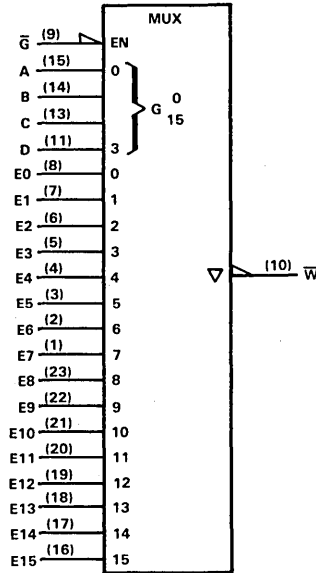 MUX
G̅ (9) EN
A (15) 0
B (14)
C (13)
D (11) 3
G 0
15
E0 (8) 0
E1 (7) 1
E2 (6) 2
E3 (5) 3
E4 (4) 4
E5 (3) 5
E6 (2) 6
E7 (1) 7
E8 (23) 8
E9 (22) 9
E10 (21) 10
E11 (20) 11
E12 (19) 12
E13 (18) 13
E14 (17) 14
E15 (16) 15
(10) W̅